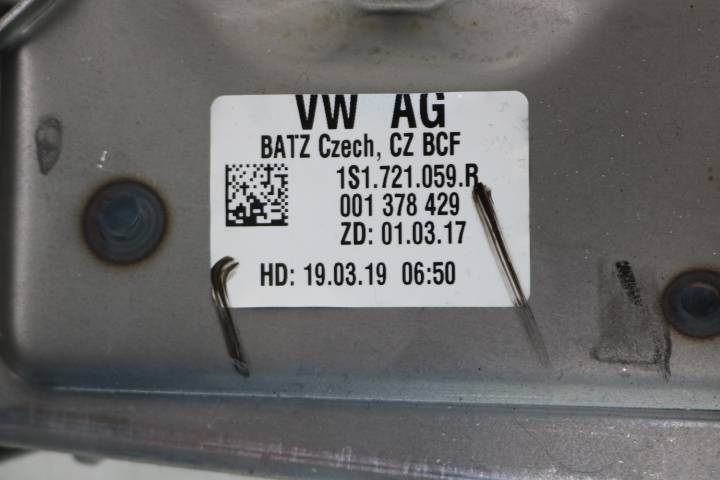 VW AG
BATZ Czech, CZ BCF
1S1.721.059.R
001 378 429
ZD: 01.03.17
HD: 19.03.19 06:50